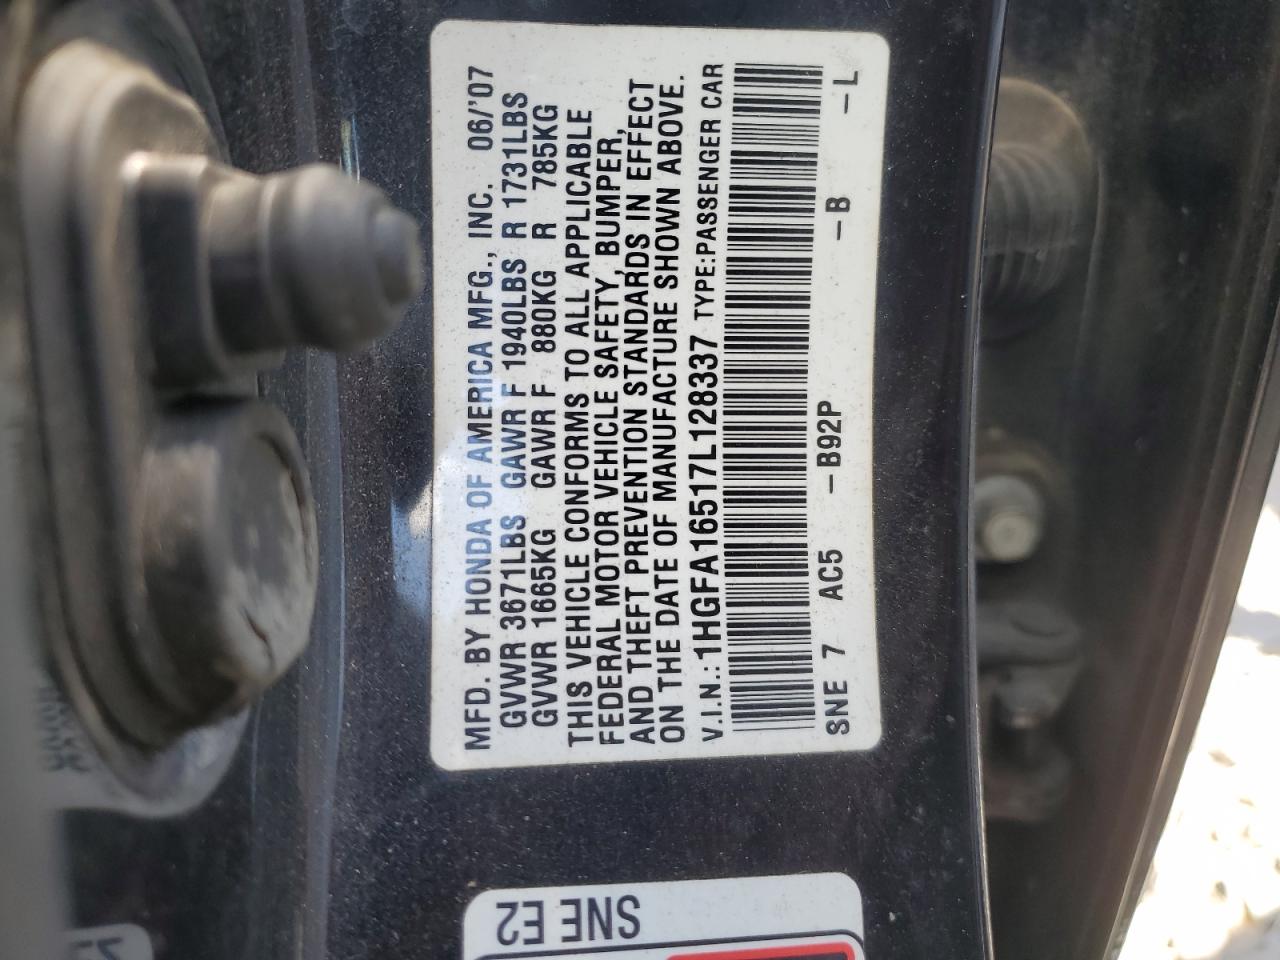 MFD. BY HONDA OF AMERICA MFG., INC. 06/'07
GVWR 3671LBS GAWR F 1940LBS R 1731LBS
GVWR 1665KG GAWR F 880KG R 785KG
THIS VEHICLE CONFORMS TO ALL APPLICABLE
FEDERAL MOTOR VEHICLE SAFETY, BUMPER,
AND THEFT PREVENTION STANDARDS IN EFFECT
ON THE DATE OF MANUFACTURE SHOWN ABOVE.
V.I.N.: 1HGFA16517L128337 TYPE:PASSENGER CAR
SNE 7 AC5 -B92P -B -L
SNE E2